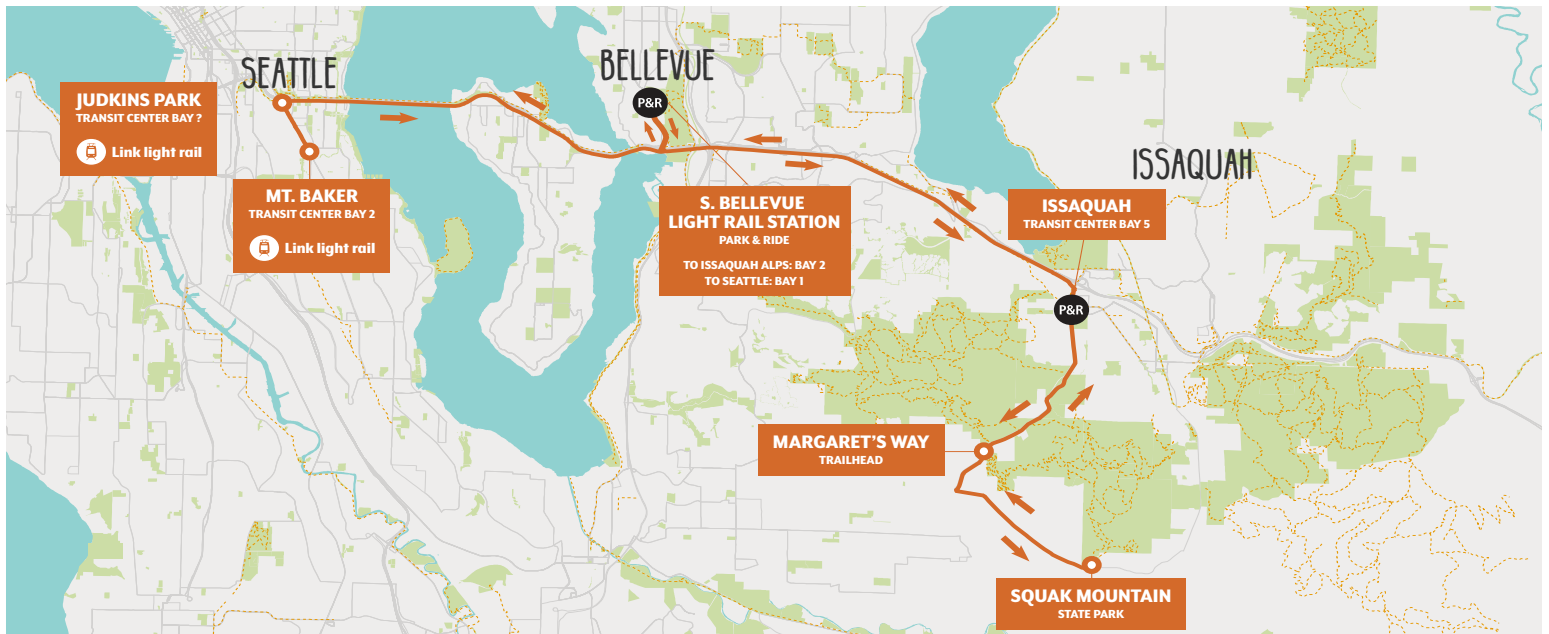 SEATTLE
BELLEVUE
ISSAQUAH
JUDKINS PARK
TRANSIT CENTER BAY ?
Link light rail
MT. BAKER
TRANSIT CENTER BAY 2
Link light rail
P&R
S. BELLEVUE
LIGHT RAIL STATION
PARK & RIDE
TO ISSAQUAH ALPS: BAY 2
TO SEATTLE: BAY 1
ISSAQUAH
TRANSIT CENTER BAY 5
P&R
MARGARET'S WAY
TRAILHEAD
SQUAK MOUNTAIN
STATE PARK